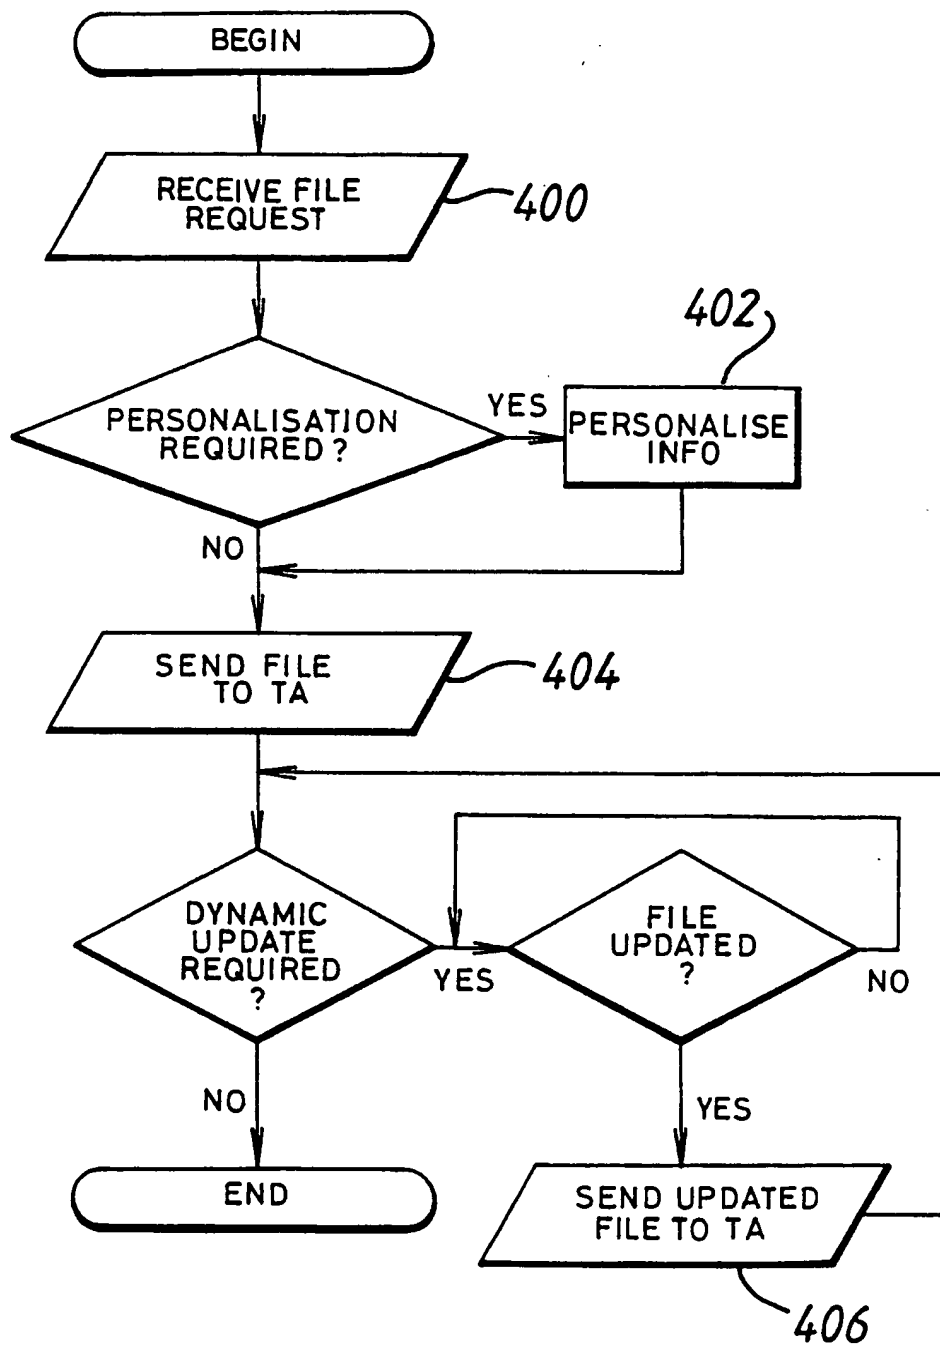 BEGIN
RECEIVE FILE
REQUEST
400
402
PERSONALISATION
REQUIRED ?
YES
PERSONALISE
INFO
NO
SEND FILE
TO TA
404
DYNAMIC
UPDATE
REQUIRED
?
YES
FILE
UPDATED
?
NO
NO
YES
END
SEND UPDATED
FILE TO TA
406